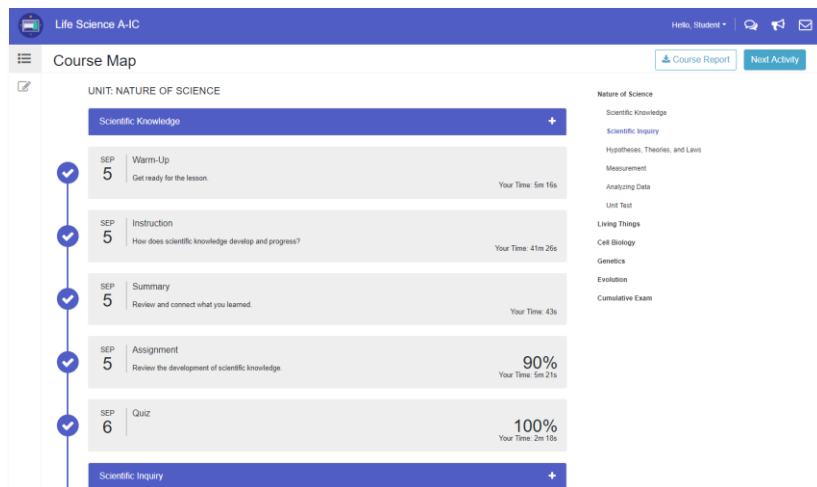 Life Science A-IC
Hello, Student
Course Map
Course Report
Next Activity
UNIT: NATURE OF SCIENCE
Scientific Knowledge
SEP
5
Warm-Up
Get ready for the lesson.
Your Time: 5m 16s
SEP
5
Instruction
How does scientific knowledge develop and progress?
Your Time: 41m 26s
SEP
5
Summary
Review and connect what you learned.
Your Time: 43s
SEP
5
Assignment
Review the development of scientific knowledge.
90%
Your Time: 5m 21s
SEP
6
Quiz
100%
Your Time: 2m 18s
Scientific Inquiry
Nature of Science
Scientific Knowledge
Scientific Inquiry
Hypotheses, Theories, and Laws
Measurement
Analyzing Data
Unit Test
Living Things
Cell Biology
Genetics
Evolution
Cumulative Exam